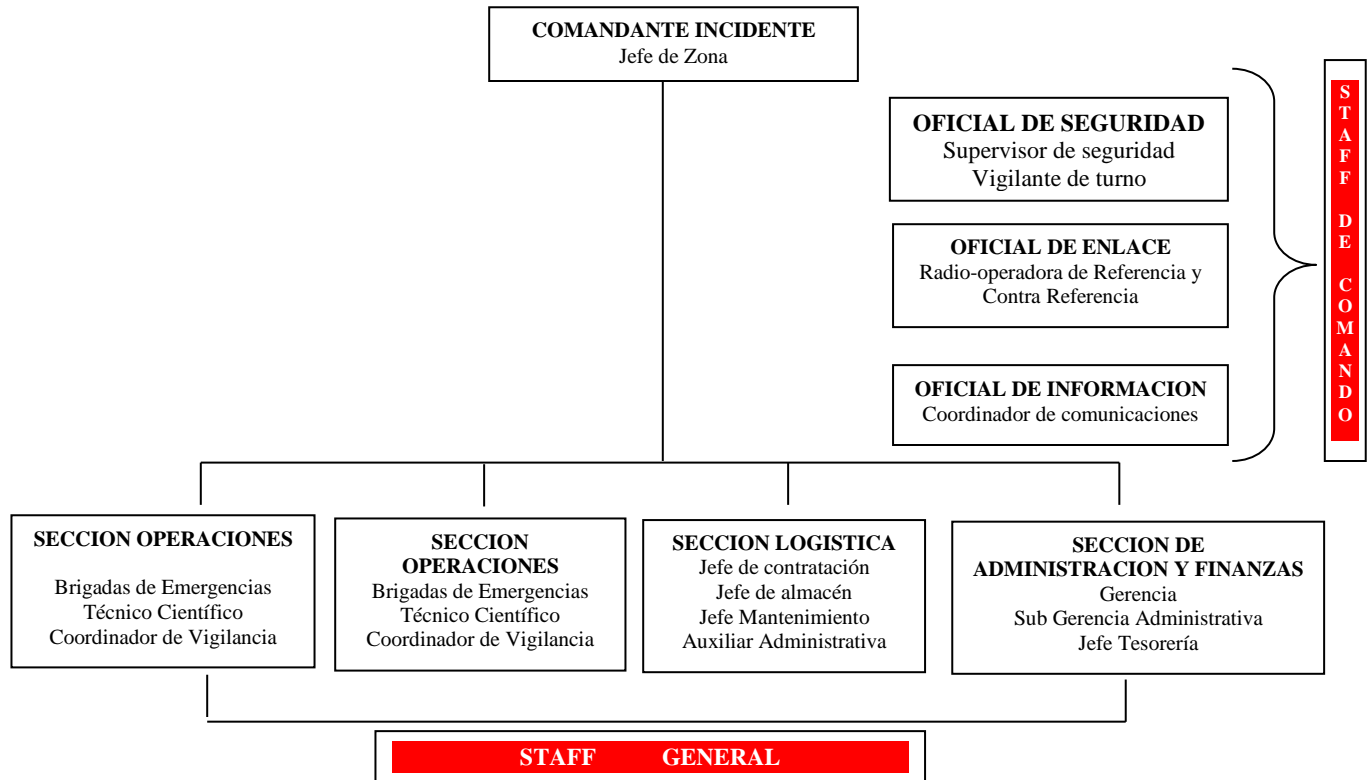 COMANDANTE INCIDENTE
Jefe de Zona
OFICIAL DE SEGURIDAD
Supervisor de seguridad
Vigilante de turno
OFICIAL DE ENLACE
Radio-operadora de Referencia y
Contra Referencia
OFICIAL DE INFORMACION
Coordinador de comunicaciones
STAFF DE COMANDO
SECCION OPERACIONES
Brigadas de Emergencias
Técnico Científico
Coordinador de Vigilancia
SECCION
OPERACIONES
Brigadas de Emergencias
Técnico Científico
Coordinador de Vigilancia
SECCION LOGISTICA
Jefe de contratación
Jefe de almacén
Jefe Mantenimiento
Auxiliar Administrativa
SECCION DE
ADMINISTRACION Y FINANZAS
Gerencia
Sub Gerencia Administrativa
Jefe Tesorería
STAFF GENERAL